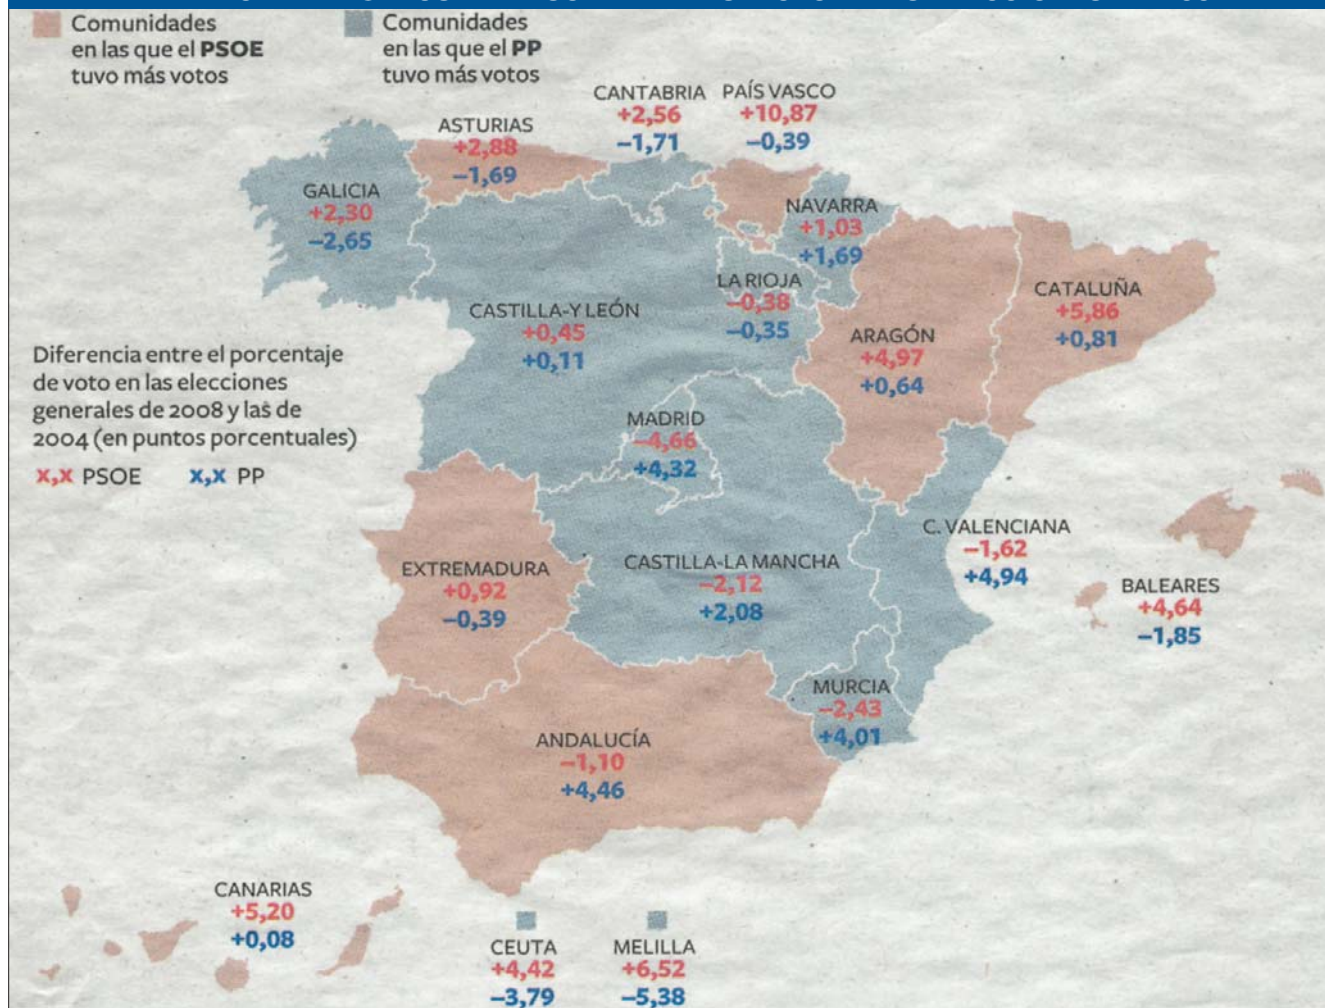 Comunidades
en las que el PSOE
tuvo más votos
Comunidades
en las que el PP
tuvo más votos
CANTABRIA
+2,56
−1,71
PAÍS VASCO
+10,87
−0,39
ASTURIAS
+2,88
−1,69
GALICIA
+2,30
−2,65
NAVARRA
+1,03
+1,69
LA RIOJA
−0,38
−0,35
CASTILLA-Y LEÓN
+0,45
+0,11
CATALUÑA
+5,86
+0,81
ARAGÓN
+4,97
+0,64
Diferencia entre el porcentaje
de voto en las elecciones
generales de 2008 y las de
2004 (en puntos porcentuales)
x,x PSOE x,x PP
MADRID
−4,66
+4,32
C. VALENCIANA
−1,62
+4,94
EXTREMADURA
+0,92
−0,39
CASTILLA-LA MANCHA
−2,12
+2,08
BALEARES
+4,64
−1,85
MURCIA
−2,43
+4,01
ANDALUCÍA
−1,10
+4,46
CANARIAS
+5,20
+0,08
CEUTA
+4,42
−3,79
MELILLA
+6,52
−5,38